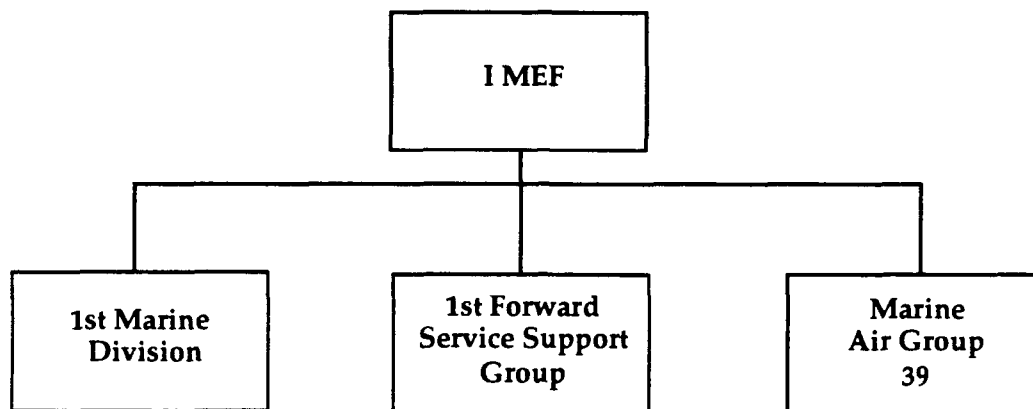 I MEF
1st Marine
Division
1st Forward
Service Support
Group
Marine
Air Group
39